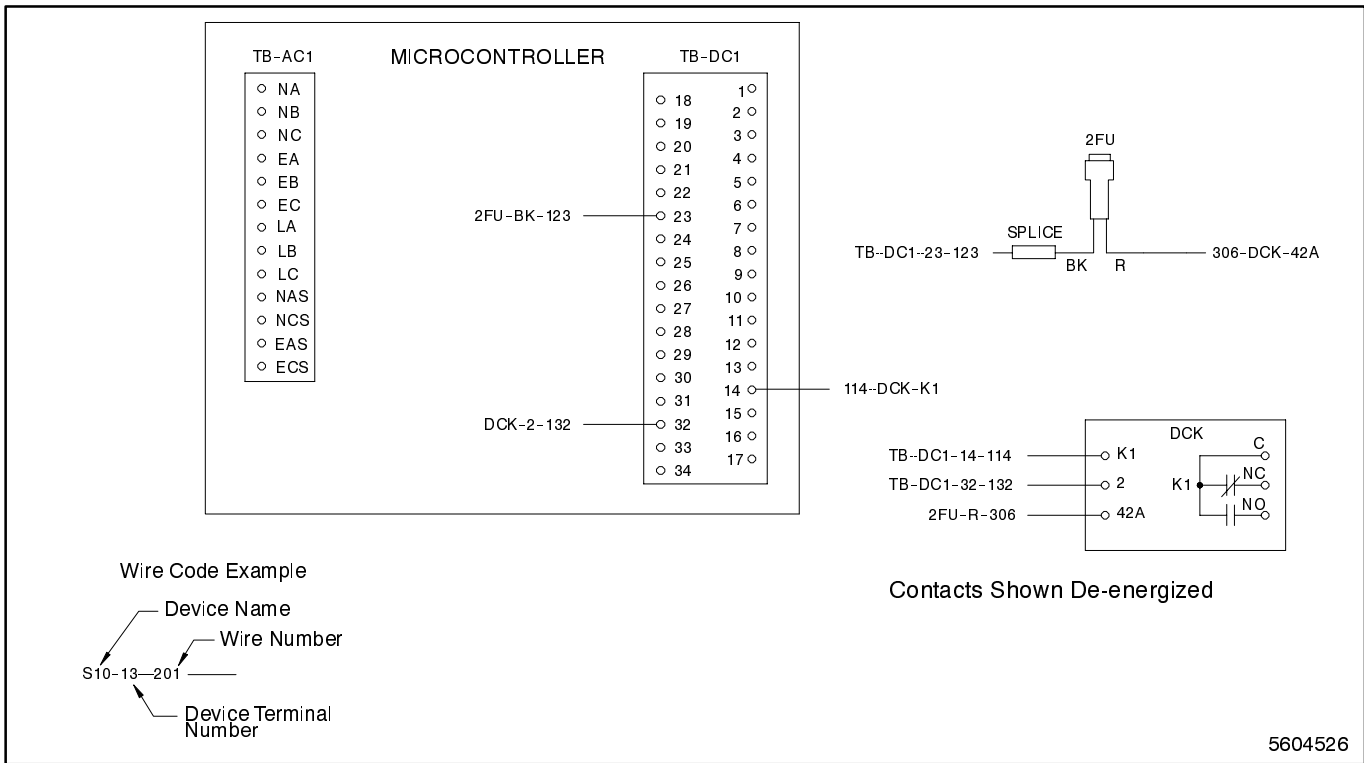 MICROCONTROLLER
TB-AC1
NA
NB
NC
EA
EB
EC
LA
LB
LC
NAS
NCS
EAS
ECS
TB-DC1
18
19
20
21
22
23
24
25
26
27
28
29
30
31
32
33
34
1
2
3
4
5
6
7
8
9
10
11
12
13
14
15
16
17
2FU-BK-123
DCK-2-132
114--DCK-K1
2FU
SPLICE
TB--DC1--23-123
BK
R
306-DCK-42A
DCK
TB--DC1-14-114
K1
TB-DC1-32-132
2
2FU-R-306
42A
K1
C
NC
NO
Contacts Shown De-energized
Wire Code Example
Device Name
Wire Number
S10-13—201
Device Terminal
Number
5604526